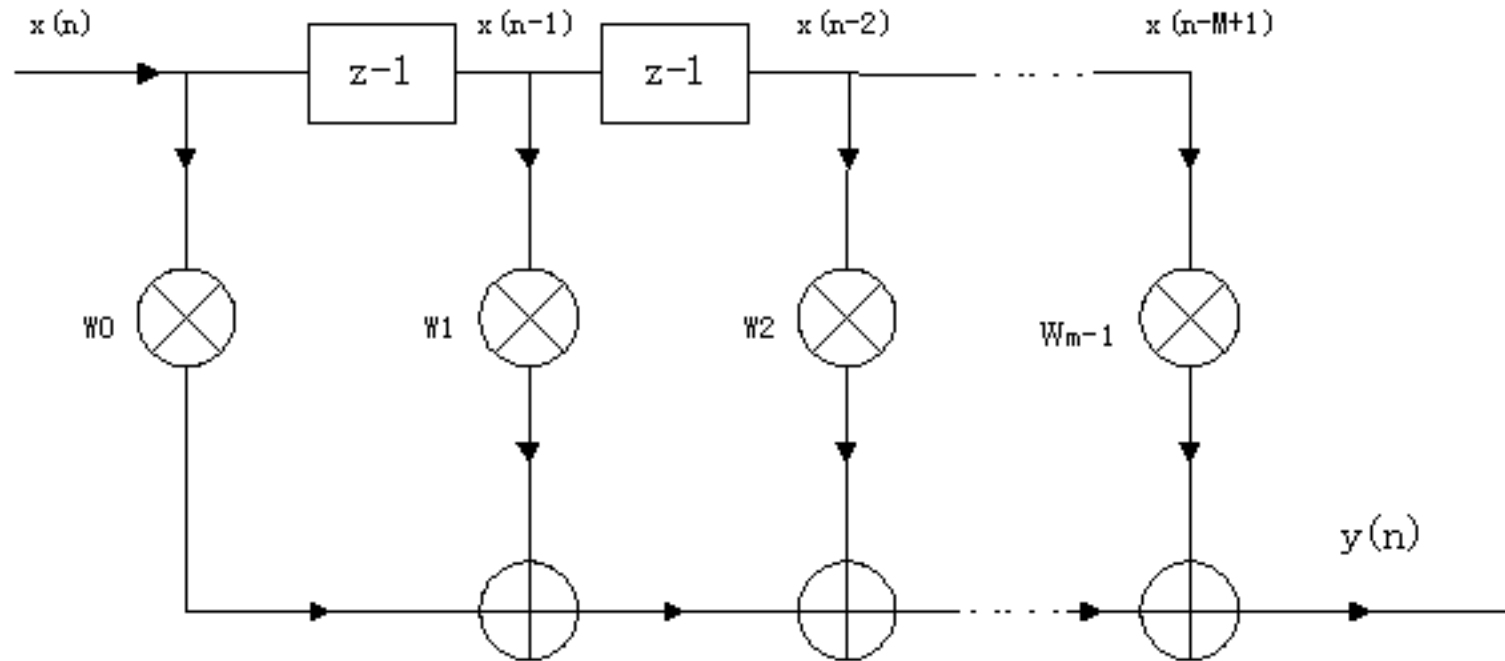 x(n) x(n-1) x(n-2) x(n-M+1)
z-1 z-1
W0 W1 W2 Wm-1
y(n)